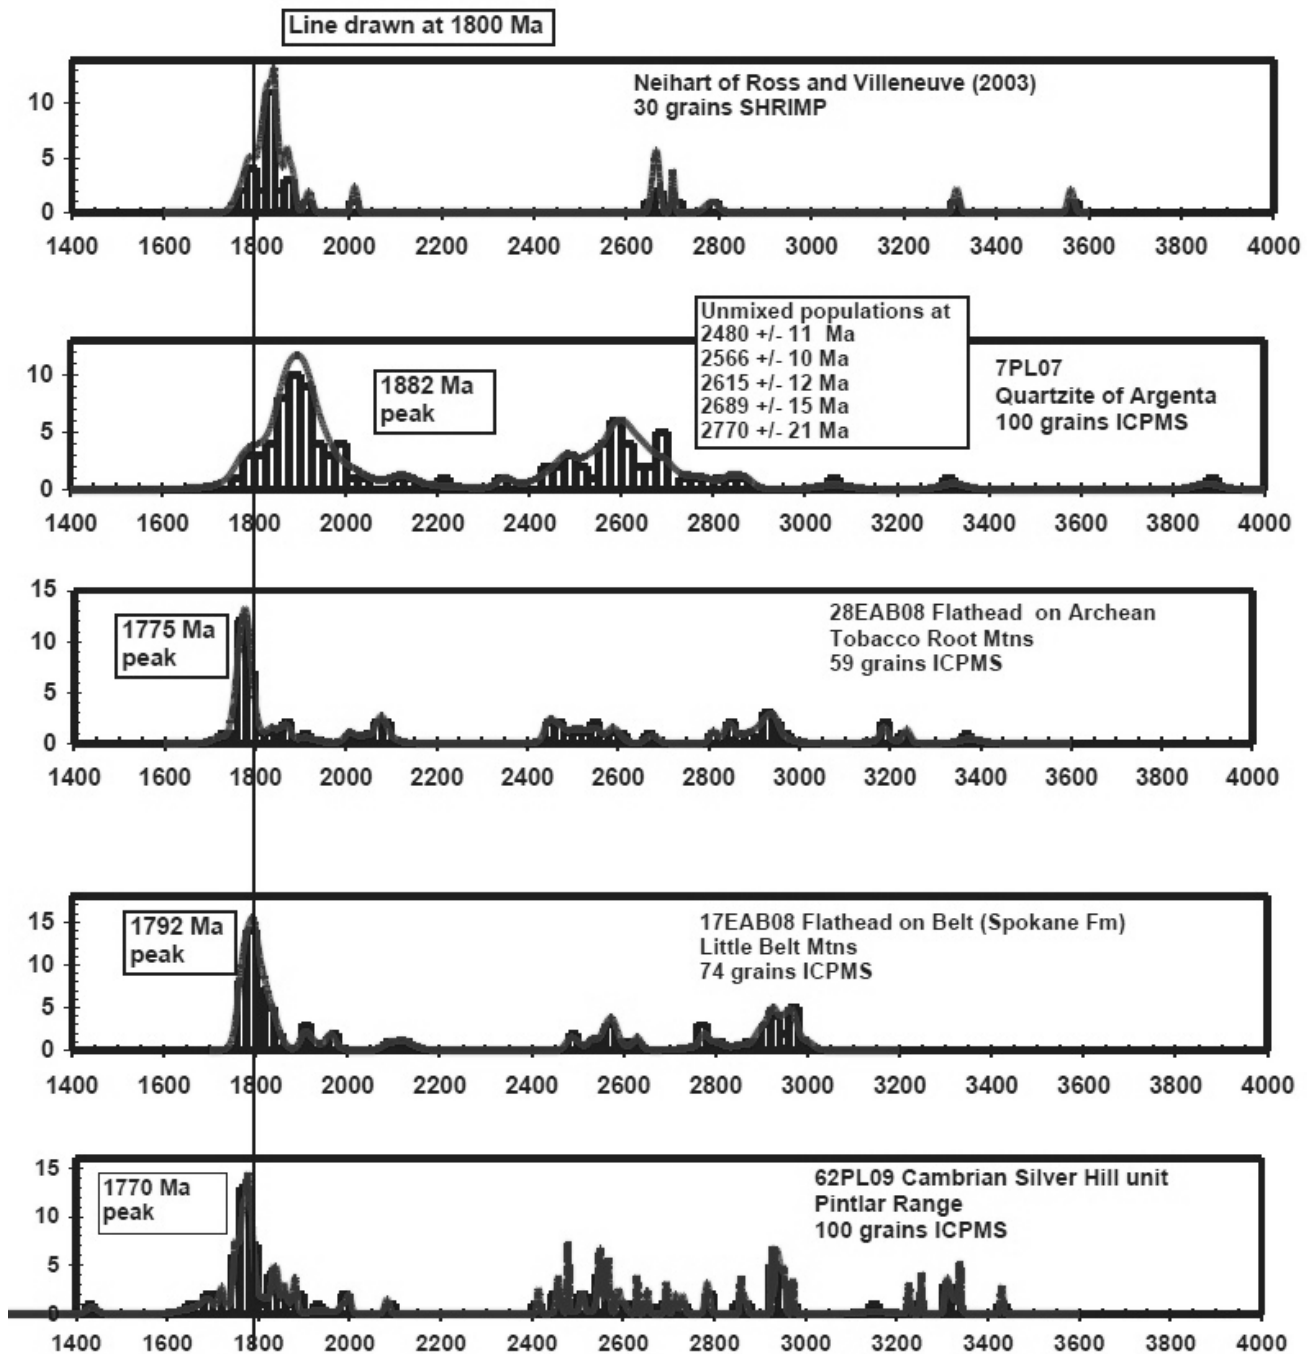 Line drawn at 1800 Ma
Neihart of Ross and Villeneuve (2003)
30 grains SHRIMP
10
5
0
1400 1600 1800 2000 2200 2400 2600 2800 3000 3200 3400 3600 3800 4000
Unmixed populations at
2480 +/- 11 Ma
2566 +/- 10 Ma
2615 +/- 12 Ma
2689 +/- 15 Ma
2770 +/- 21 Ma
1882 Ma
peak
7PL07
Quartzite of Argenta
100 grains ICPMS
10
5
0
1400 1600 1800 2000 2200 2400 2600 2800 3000 3200 3400 3600 3800 4000
1775 Ma
peak
28EAB08 Flathead on Archean
Tobacco Root Mtns
59 grains ICPMS
15
10
5
0
1400 1600 1800 2000 2200 2400 2600 2800 3000 3200 3400 3600 3800 4000
1792 Ma
peak
17EAB08 Flathead on Belt (Spokane Fm)
Little Belt Mtns
74 grains ICPMS
15
10
5
0
1400 1600 1800 2000 2200 2400 2600 2800 3000 3200 3400 3600 3800 4000
1770 Ma
peak
62PL09 Cambrian Silver Hill unit
Pintlar Range
100 grains ICPMS
15
10
5
0
1400 1600 1800 2000 2200 2400 2600 2800 3000 3200 3400 3600 3800 4000